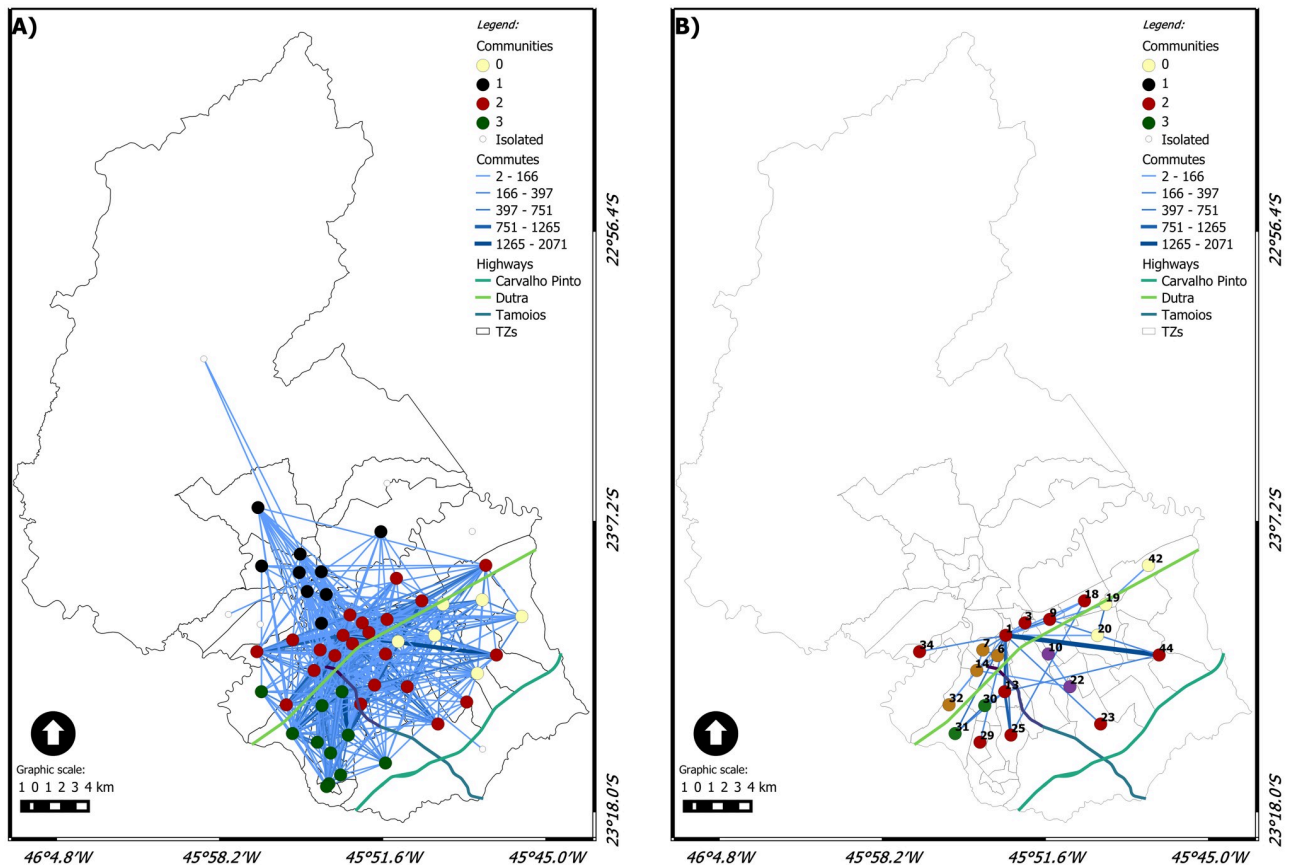 A)
Legend:
Communities
0
1
2
3
Isolated
Commutes
2 - 166
166 - 397
397 - 751
751 - 1265
1265 - 2071
Highways
Carvalho Pinto
Dutra
Tamoios
TZs
22°56.4'S
23°7.2'S
23°18.0'S
Graphic scale:
1 0 1 2 3 4 km
46°4.8'W 45°58.2'W 45°51.6'W 45°45.0'W
B)
Legend:
Communities
0
1
2
3
Isolated
Commutes
2 - 166
166 - 397
397 - 751
751 - 1265
1265 - 2071
Highways
Carvalho Pinto
Dutra
Tamoios
TZs
22°56.4'S
23°7.2'S
23°18.0'S
42
18
19
3
9
1
20
34
7
6
10
44
14
22
13
32
30
23
31
29
25
Graphic scale:
1 0 1 2 3 4 km
46°4.8'W 45°58.2'W 45°51.6'W 45°45.0'W